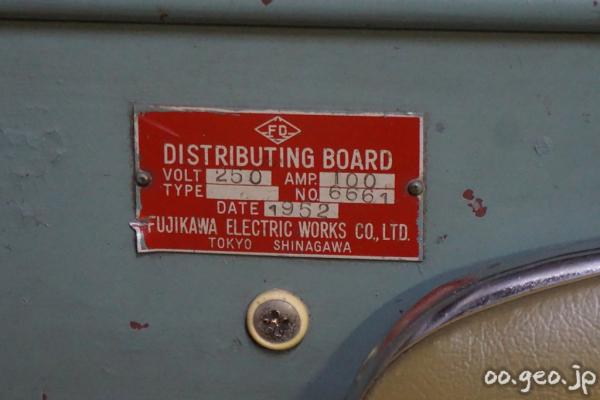 FD
DISTRIBUTING BOARD
VOLT 250 AMP. 100
TYPE NO. 6661
DATE 1952
FUJIKAWA ELECTRIC WORKS CO., LTD.
TOKYO SHINAGAWA
oo.geo.jp